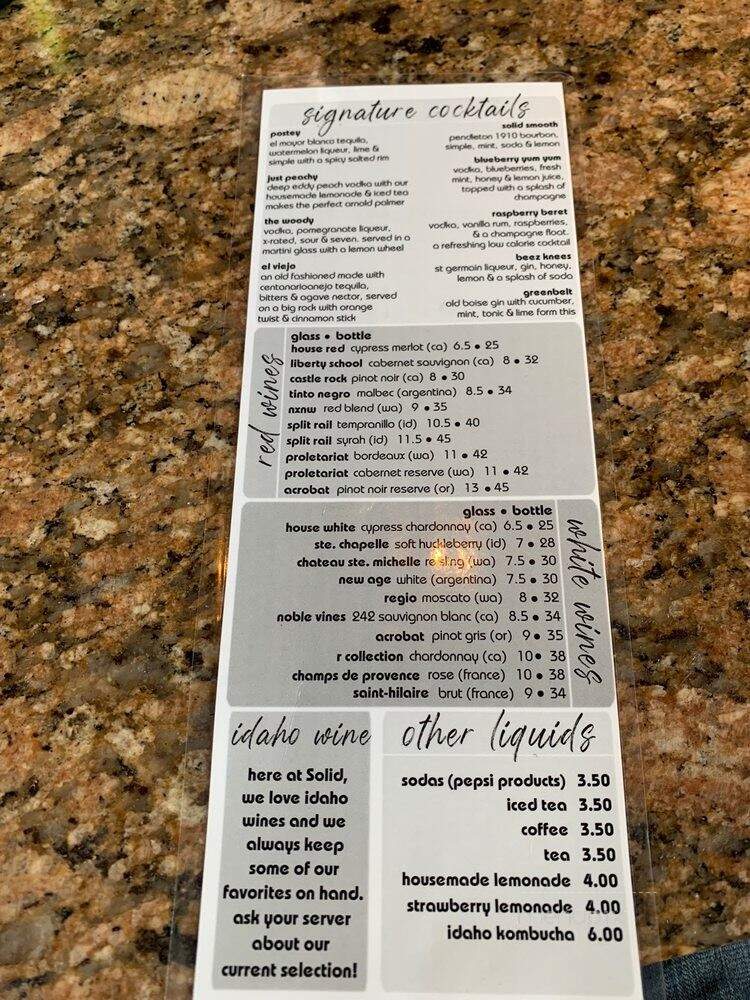 signature cocktails
postey
el mayor blanco tequila,
watermelon liqueur, lime &
simple with a spicy salted rim
just peachy
deep eddy peach vodka with our
housemade lemonade & iced tea
makes the perfect arnold palmer
the woody
vodka, pomegranate liqueur,
x-rated, sour & seven. served in a
martini glass with a lemon wheel
el viejo
an old fashioned made with
centanarioanejo tequila,
bitters & agave nector, served
on a big rock with orange
twist & cinnamon stick
solid smooth
pendleton 1910 bourbon,
simple, mint, soda & lemon
blueberry yum yum
vodka, blueberries, fresh
mint, honey & lemon juice,
topped with a splash of
champagne
raspberry beret
vodka, vanilla rum, raspberries,
& a champagne float.
a refreshing low calorie cocktail
beez knees
st germain liqueur, gin, honey,
lemon & a splash of soda
greenbelt
old boise gin with cucumber,
mint, tonic & lime form this
red wines
glass • bottle
house red cypress merlot (ca) 6.5 • 25
liberty school cabernet sauvignon (ca) 8 • 32
castle rock pinot noir (ca) 8 • 30
tinto negro malbec (argentina) 8.5 • 34
nxnw red blend (wa) 9 • 35
split rail tempranillo (id) 10.5 • 40
split rail syrah (id) 11.5 • 45
proletariat bordeaux (wa) 11 • 42
proletariat cabernet reserve (wa) 11 • 42
acrobat pinot noir reserve (or) 13 • 45
white wines
glass • bottle
house white cypress chardonnay (ca) 6.5 • 25
ste. chapelle soft huckleberry (id) 7 • 28
chateau ste. michelle reisling (wa) 7.5 • 30
new age white (argentina) 7.5 • 30
regio moscato (wa) 8 • 32
noble vines 242 sauvignon blanc (ca) 8.5 • 34
acrobat pinot gris (or) 9 • 35
r collection chardonnay (ca) 10 • 38
champs de provence rose (france) 10 • 38
saint-hilaire brut (france) 9 • 34
idaho wine
here at Solid,
we love idaho
wines and we
always keep
some of our
favorites on hand.
ask your server
about our
current selection!
other liquids
sodas (pepsi products) 3.50
iced tea 3.50
coffee 3.50
tea 3.50
housemade lemonade 4.00
strawberry lemonade 4.00
idaho kombucha 6.00